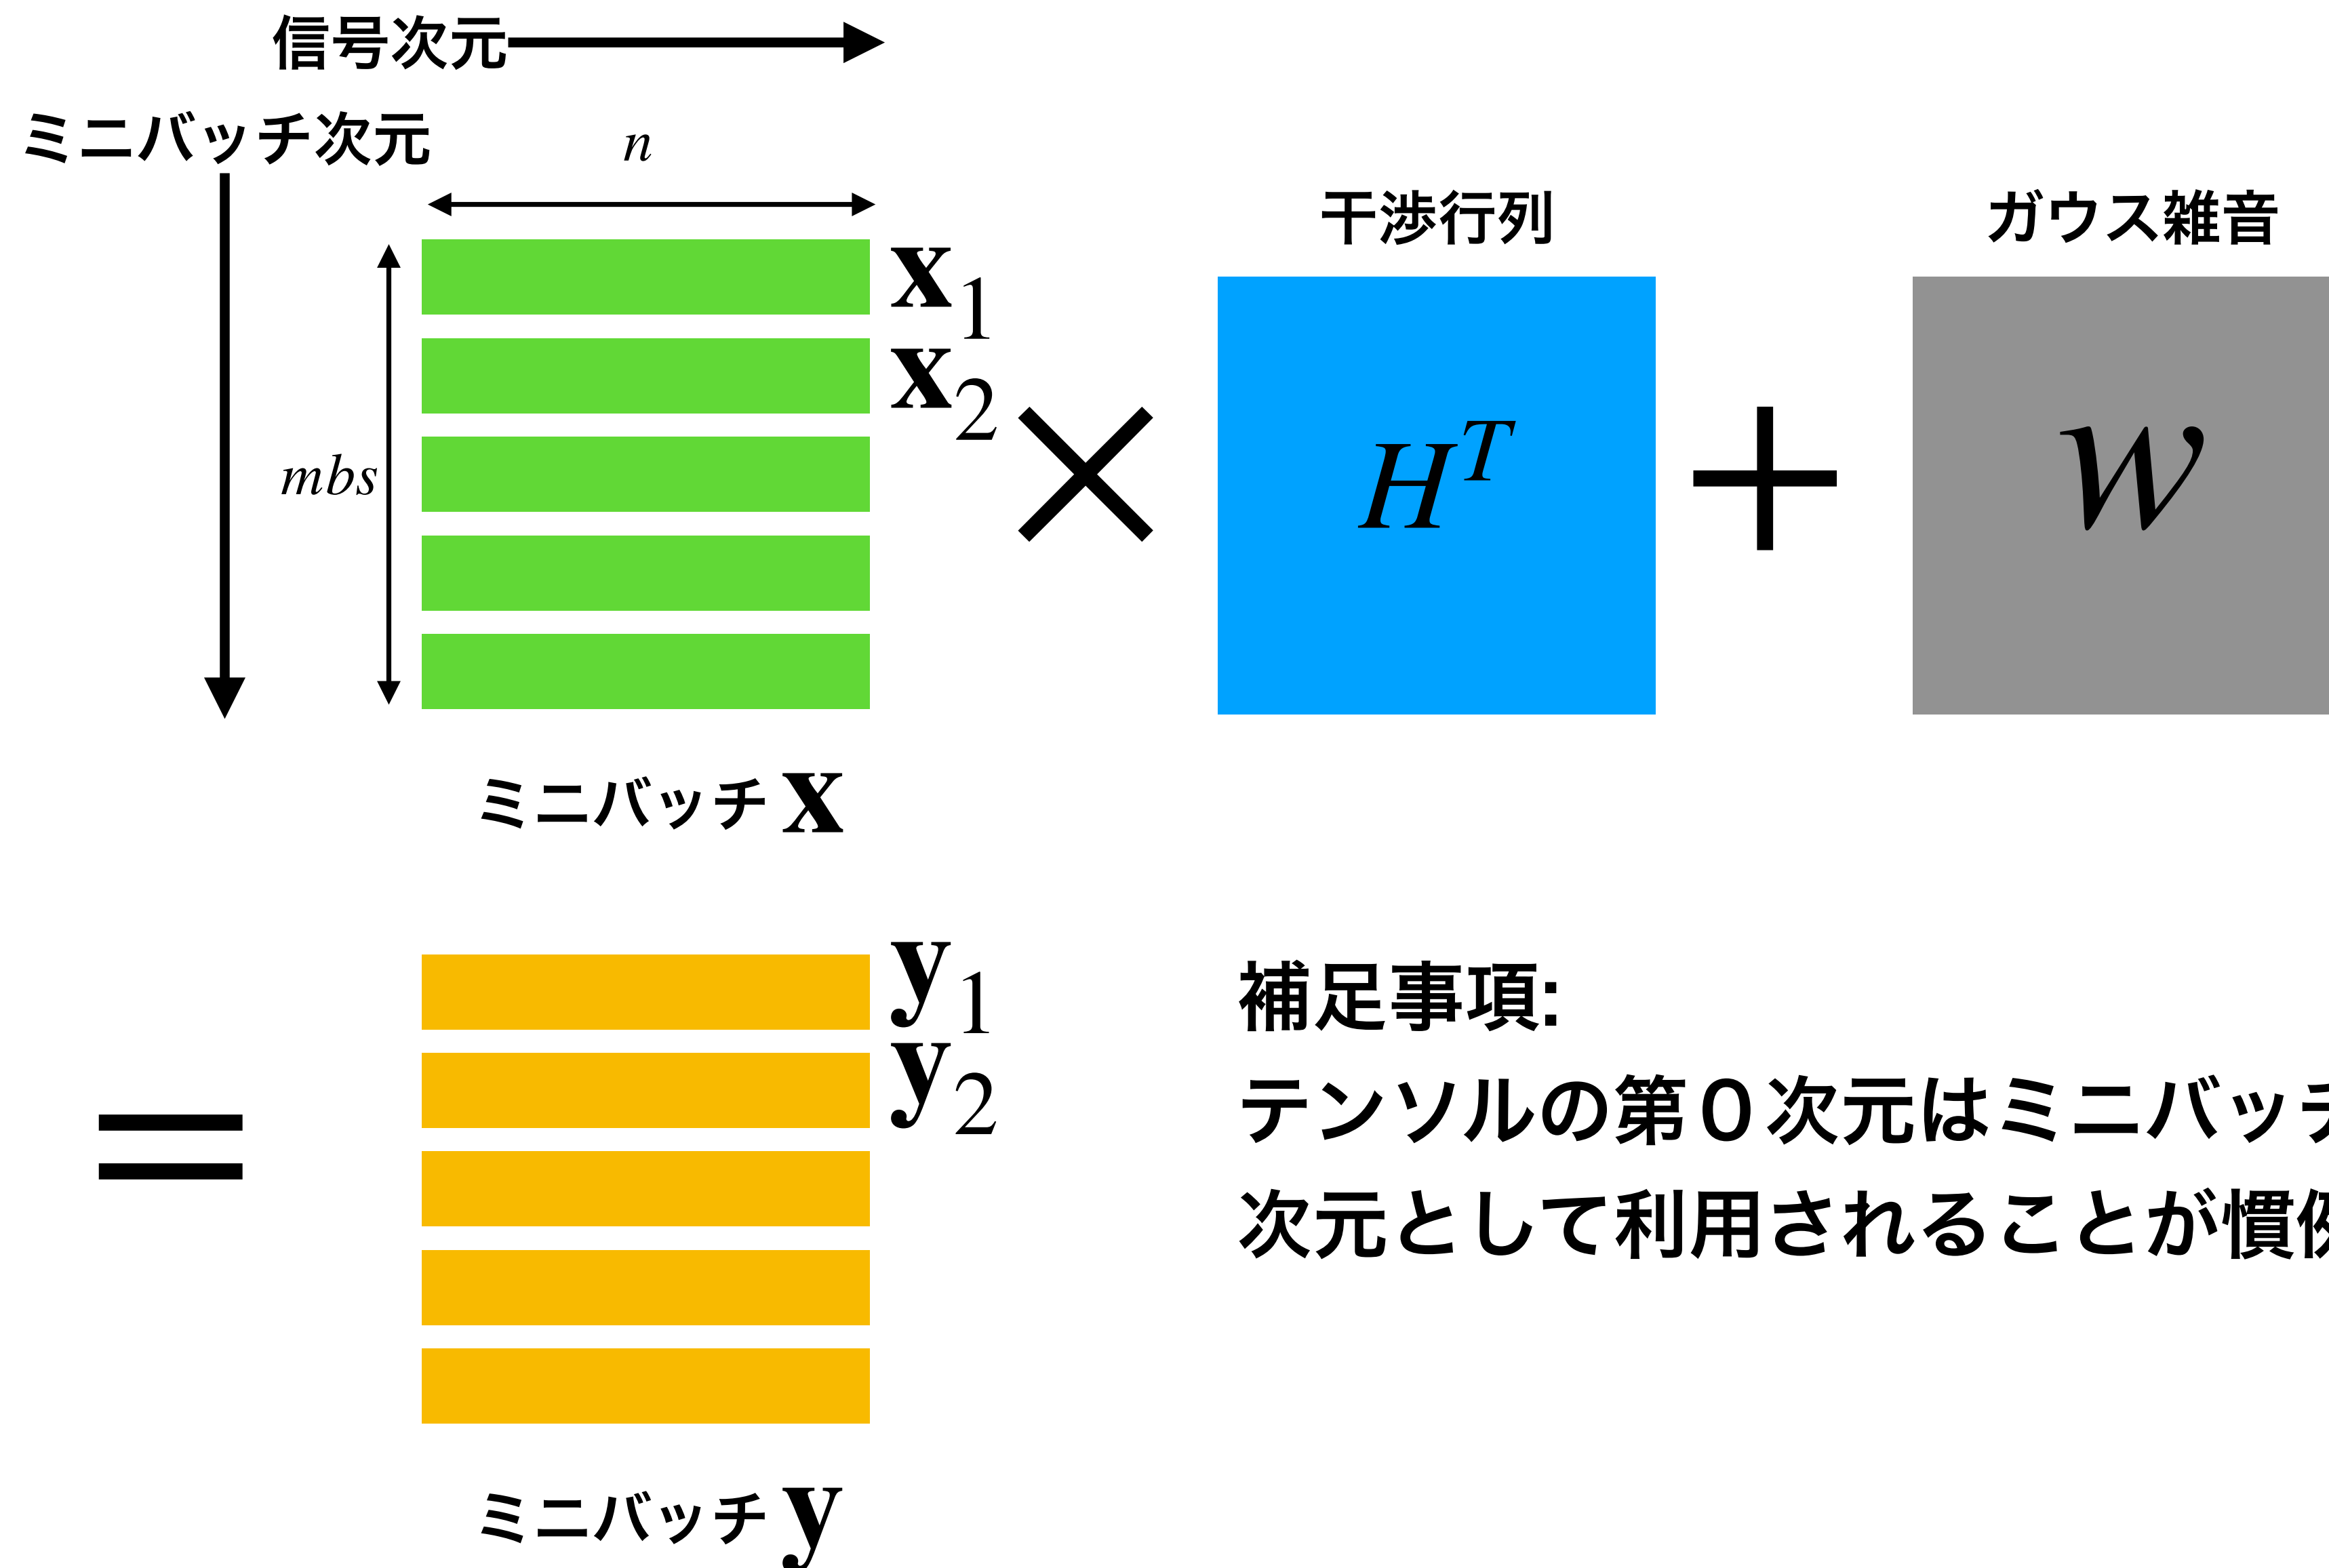 信号次元
ミニバッチ次元
n
干渉行列
ガウス雑音
x1
x2
mbs
×
H^T
+
w
ミニバッチ x
=
y1
y2
補足事項:
テンソルの第０次元はミニバッ
次元として利用されることが慣
ミニバッチ y